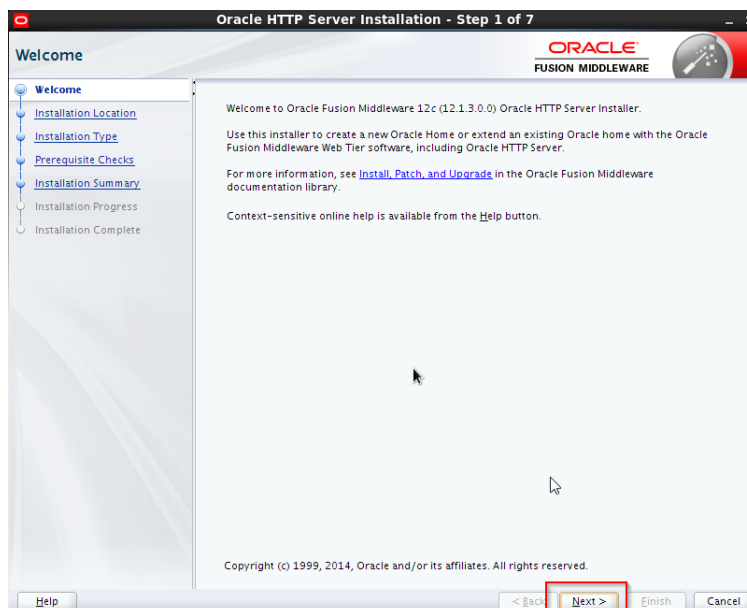 Oracle HTTP Server Installation - Step 1 of 7
Welcome
ORACLE
FUSION MIDDLEWARE
Welcome
Installation Location
Installation Type
Prerequisite Checks
Installation Summary
Installation Progress
Installation Complete
Welcome to Oracle Fusion Middleware 12c (12.1.3.0.0) Oracle HTTP Server Installer.
Use this installer to create a new Oracle Home or extend an existing Oracle home with the Oracle
Fusion Middleware Web Tier software, including Oracle HTTP Server.
For more information, see Install, Patch, and Upgrade in the Oracle Fusion Middleware
documentation library.
Context-sensitive online help is available from the Help button.
Copyright (c) 1999, 2014, Oracle and/or its affiliates. All rights reserved.
Help
< Back
Next >
Finish
Cancel